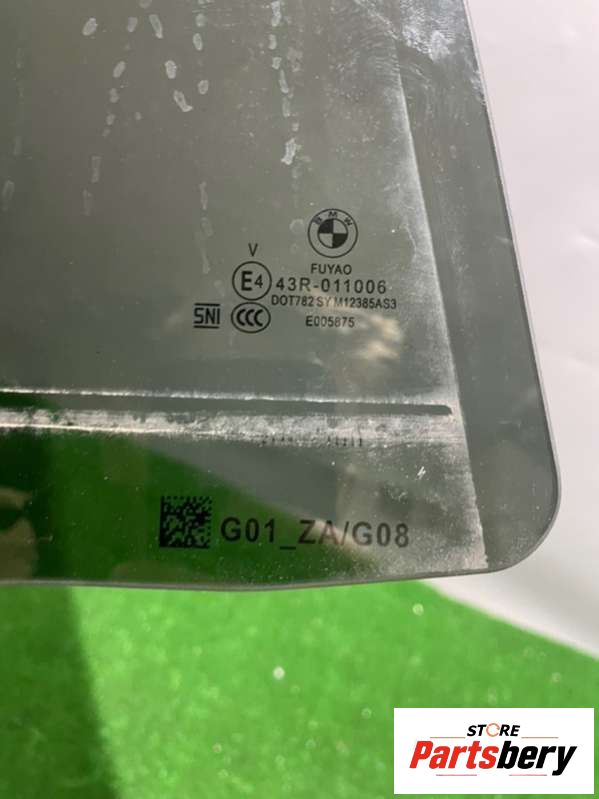 BMW
FUYAO
V
E4 43R-011006
DOT782 SY M12385AS3
SNI CCC E005875
G01_ZA/G08
STORE
Partsbery